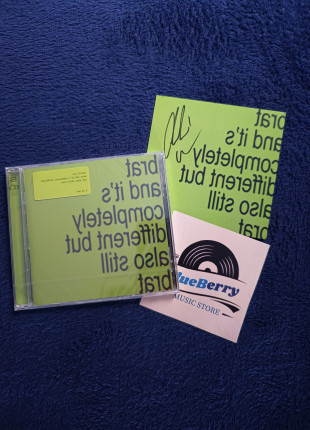 brat
and it's
completely
different but
also still
brat
brat
and it's
completely
different but
also still
brat
BlueBerry
MUSIC STORE